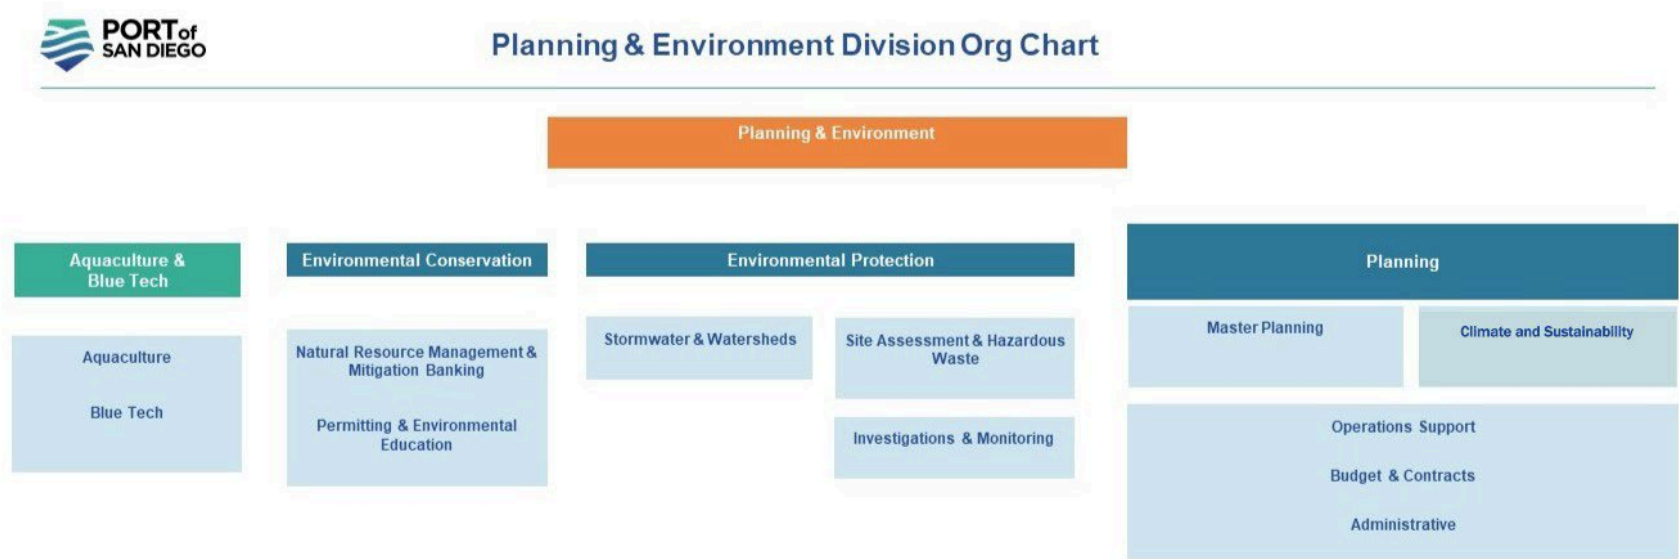 PORT of
SAN DIEGO
Planning & Environment Division Org Chart
Planning & Environment
Aquaculture &
Blue Tech
Aquaculture
Blue Tech
Environmental Conservation
Natural Resource Management &
Mitigation Banking
Permitting & Environmental
Education
Environmental Protection
Stormwater & Watersheds
Site Assessment & Hazardous
Waste
Investigations & Monitoring
Planning
Master Planning
Climate and Sustainability
Operations Support
Budget & Contracts
Administrative